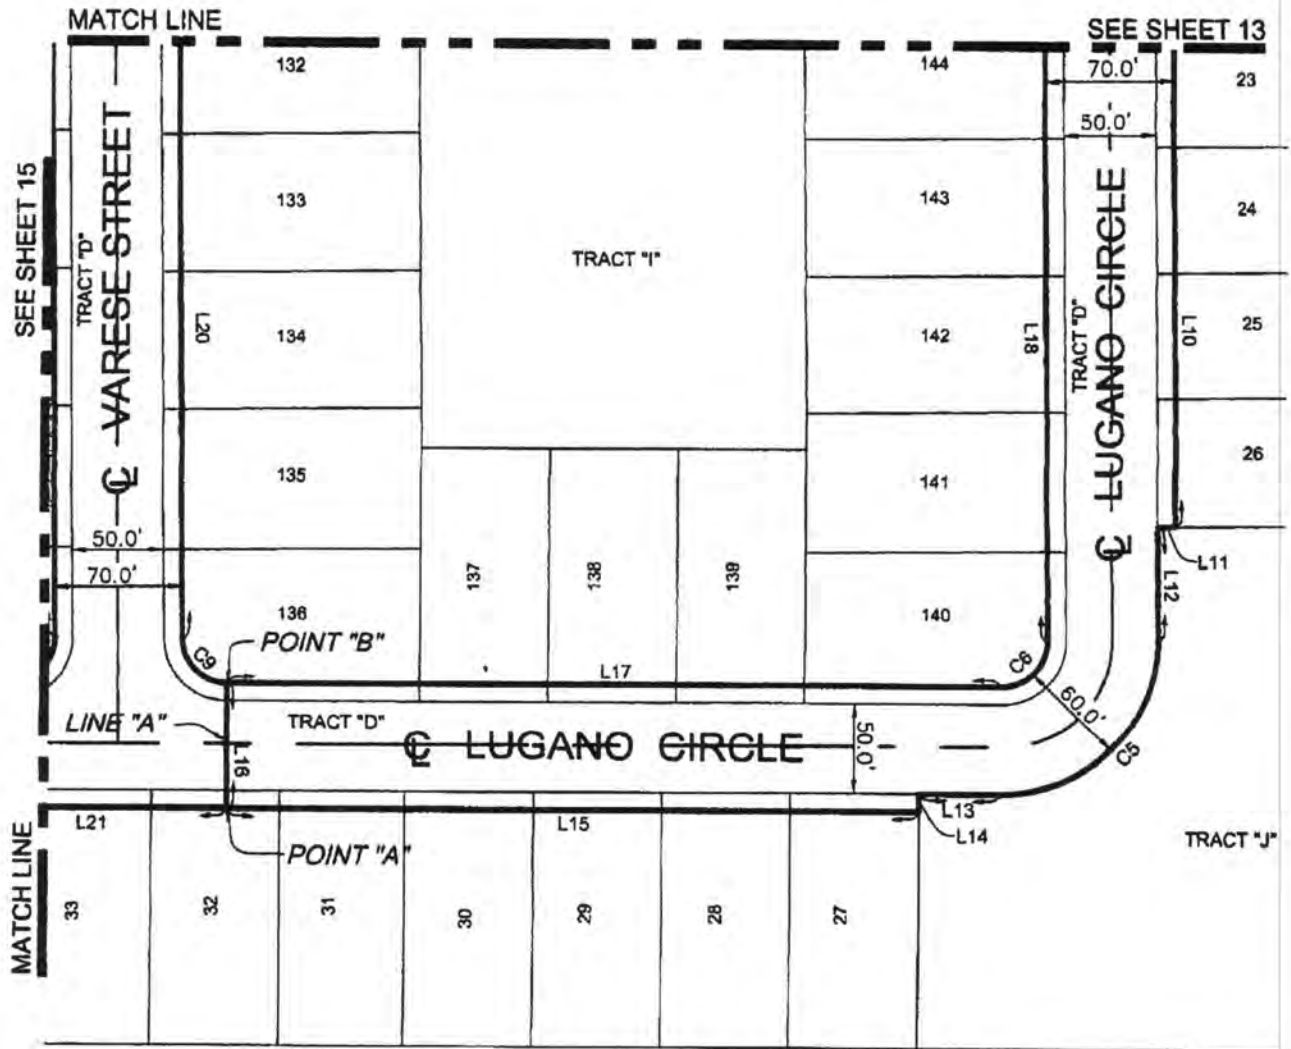 MATCH LINE
SEE SHEET 13
132
144
70.0'
23
50.0'
SEE SHEET 15
TRACT "D"
℄ VARESE STREET
133
143
24
TRACT "I"
L20
134
142
L18
TRACT "D"
℄ LUGANO CIRCLE
L10
25
135
141
26
50.0'
70.0'
L11
L12
137
138
139
136
140
POINT "B"
C9
L17
C6
60.0'
C5
LINE "A"
TRACT "D"
L16
℄ LUGANO CIRCLE
50.0'
L21
L15
L13
L14
TRACT "J"
POINT "A"
MATCH LINE
33
32
31
30
29
28
27